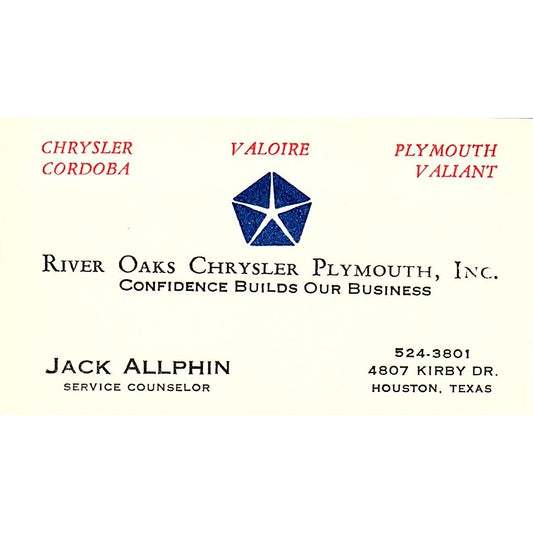 CHRYSLER VALOIRE PLYMOUTH
CORDOBA VALIANT
RIVER OAKS CHRYSLER PLYMOUTH, INC.
CONFIDENCE BUILDS OUR BUSINESS
JACK ALLPHIN
SERVICE COUNSELOR
524-3801
4807 KIRBY DR.
HOUSTON, TEXAS